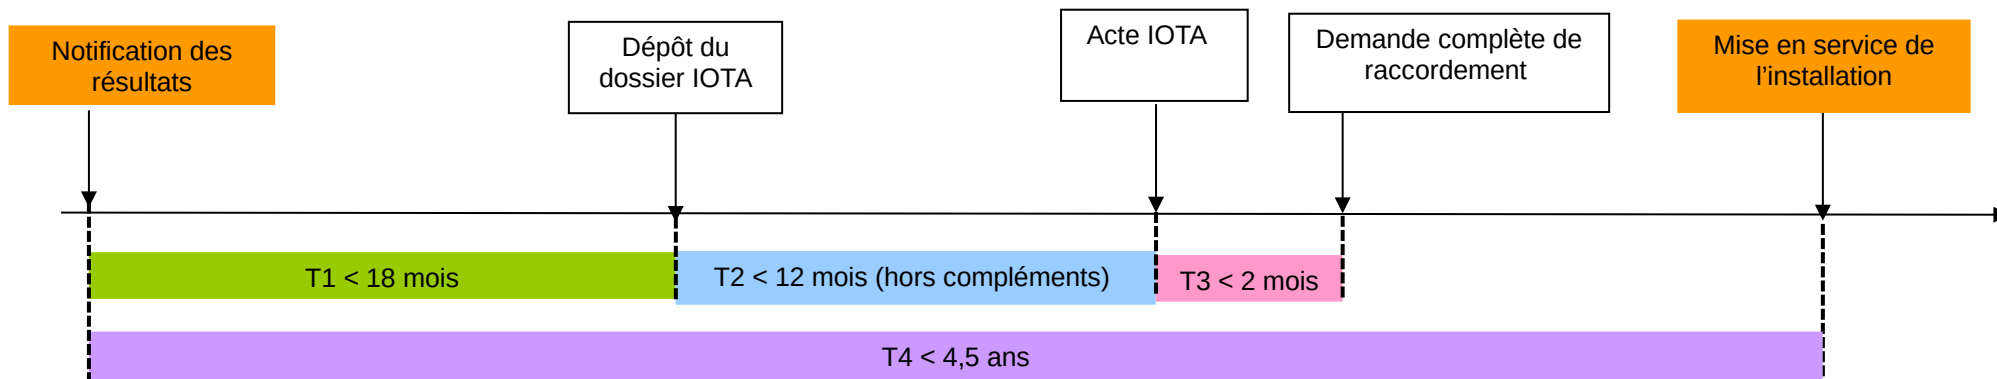 Notification des
résultats
Dépôt du
dossier IOTA
Acte IOTA
Demande complète de
raccordement
Mise en service de
l’installation
T1 < 18 mois
T2 < 12 mois (hors compléments)
T3 < 2 mois
T4 < 4,5 ans